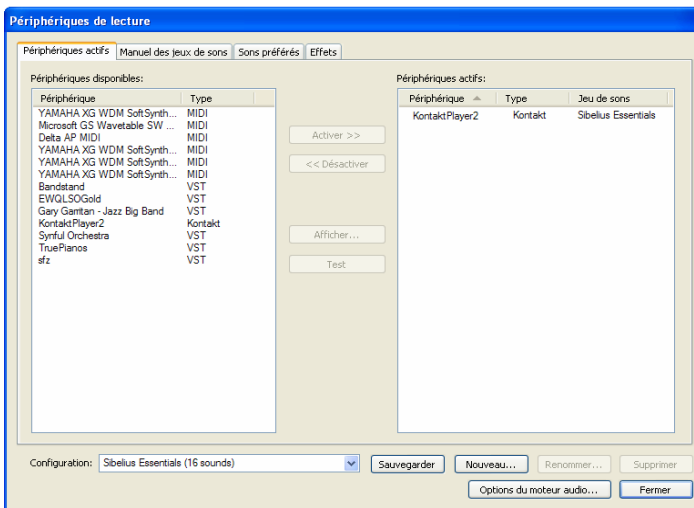 Périphériques de lecture
Périphériques actifs Manuel des jeux de sons Sons préférés Effets
Périphériques disponibles:
Périphérique Type
YAMAHA XG WDM SoftSynth... MIDI
Microsoft GS Wavetable SW ... MIDI
Delta AP MIDI MIDI
YAMAHA XG WDM SoftSynth... MIDI
YAMAHA XG WDM SoftSynth... MIDI
YAMAHA XG WDM SoftSynth... MIDI
Bandstand VST
EWQLSOGold VST
Gary Garritan - Jazz Big Band VST
KontaktPlayer2 Kontakt
Synful Orchestra VST
TruePianos VST
sfz VST
Activer >>
<< Désactiver
Afficher...
Test
Périphériques actifs:
Périphérique Type Jeu de sons
KontaktPlayer2 Kontakt Sibelius Essentials
Configuration: Sibelius Essentials (16 sounds) Sauvegarder Nouveau... Renommer... Supprimer
Options du moteur audio... Fermer